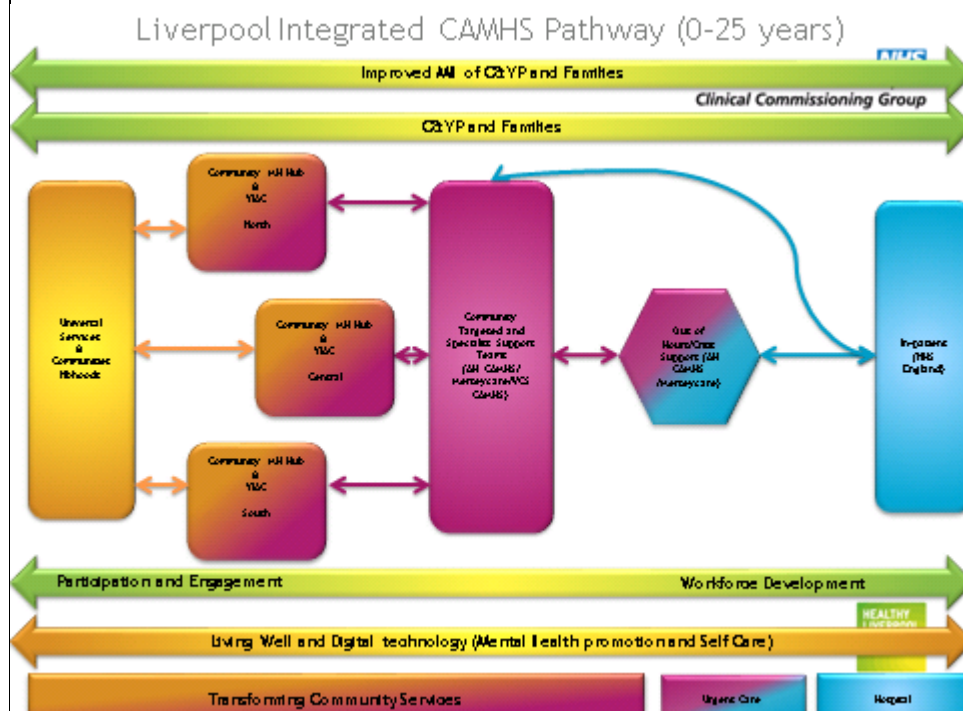 Liverpool Integrated CAMHS Pathway (0-25 years)
NHS
Improved MH of C&YP and Families
Clinical Commissioning Group
C&YP and Families
Community MH Hub
&
YIAC
North
Universal
Services
&
Communities
Community MH Hub
&
YIAC
Central
Community
Targeted and
Specialist Support
Teams
(AH CAMHS/
Merseycare/VCS
CAMHS)
Out of
Hours/Crisis
Support (AH
CAMHS
/Merseycare)
In-patient
(NHS
England)
Community MH Hub
&
YIAC
South
Participation and Engagement
Workforce Development
HEALTHY
LIVERPOOL
Living Well and Digital technology (Mental Health promotion and Self Care)
Transforming Community Services
Urgent Care
Hospital